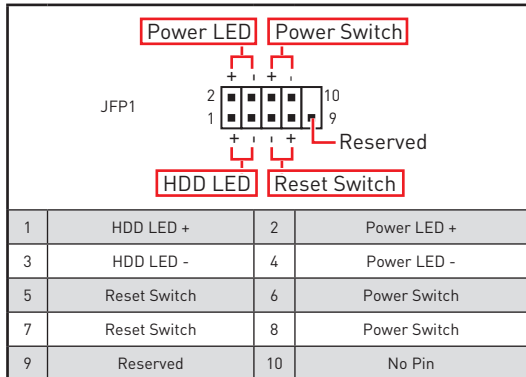 Power LED Power Switch
+ - + -
2 10
JFP1
1 9
+ - - +
Reserved
HDD LED Reset Switch
1 HDD LED + 2 Power LED +
3 HDD LED - 4 Power LED -
5 Reset Switch 6 Power Switch
7 Reset Switch 8 Power Switch
9 Reserved 10 No Pin